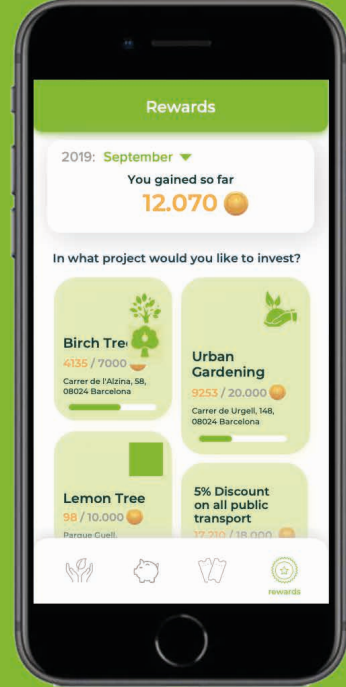 Rewards
2019: September
You gained so far
12.070
In what project would you like to invest?
Birch
4135 / 7000
Carrer de l'Alzina, 58,
08024 Barcelona
Urban
Gardening
9253 / 20.000
Carrer de Urgell, 148,
08024 Barcelona
Lemon Tree
98 / 10.000
Parque Guell,
5% Discount
on all public
transport
17.210 / 18.000
rewards